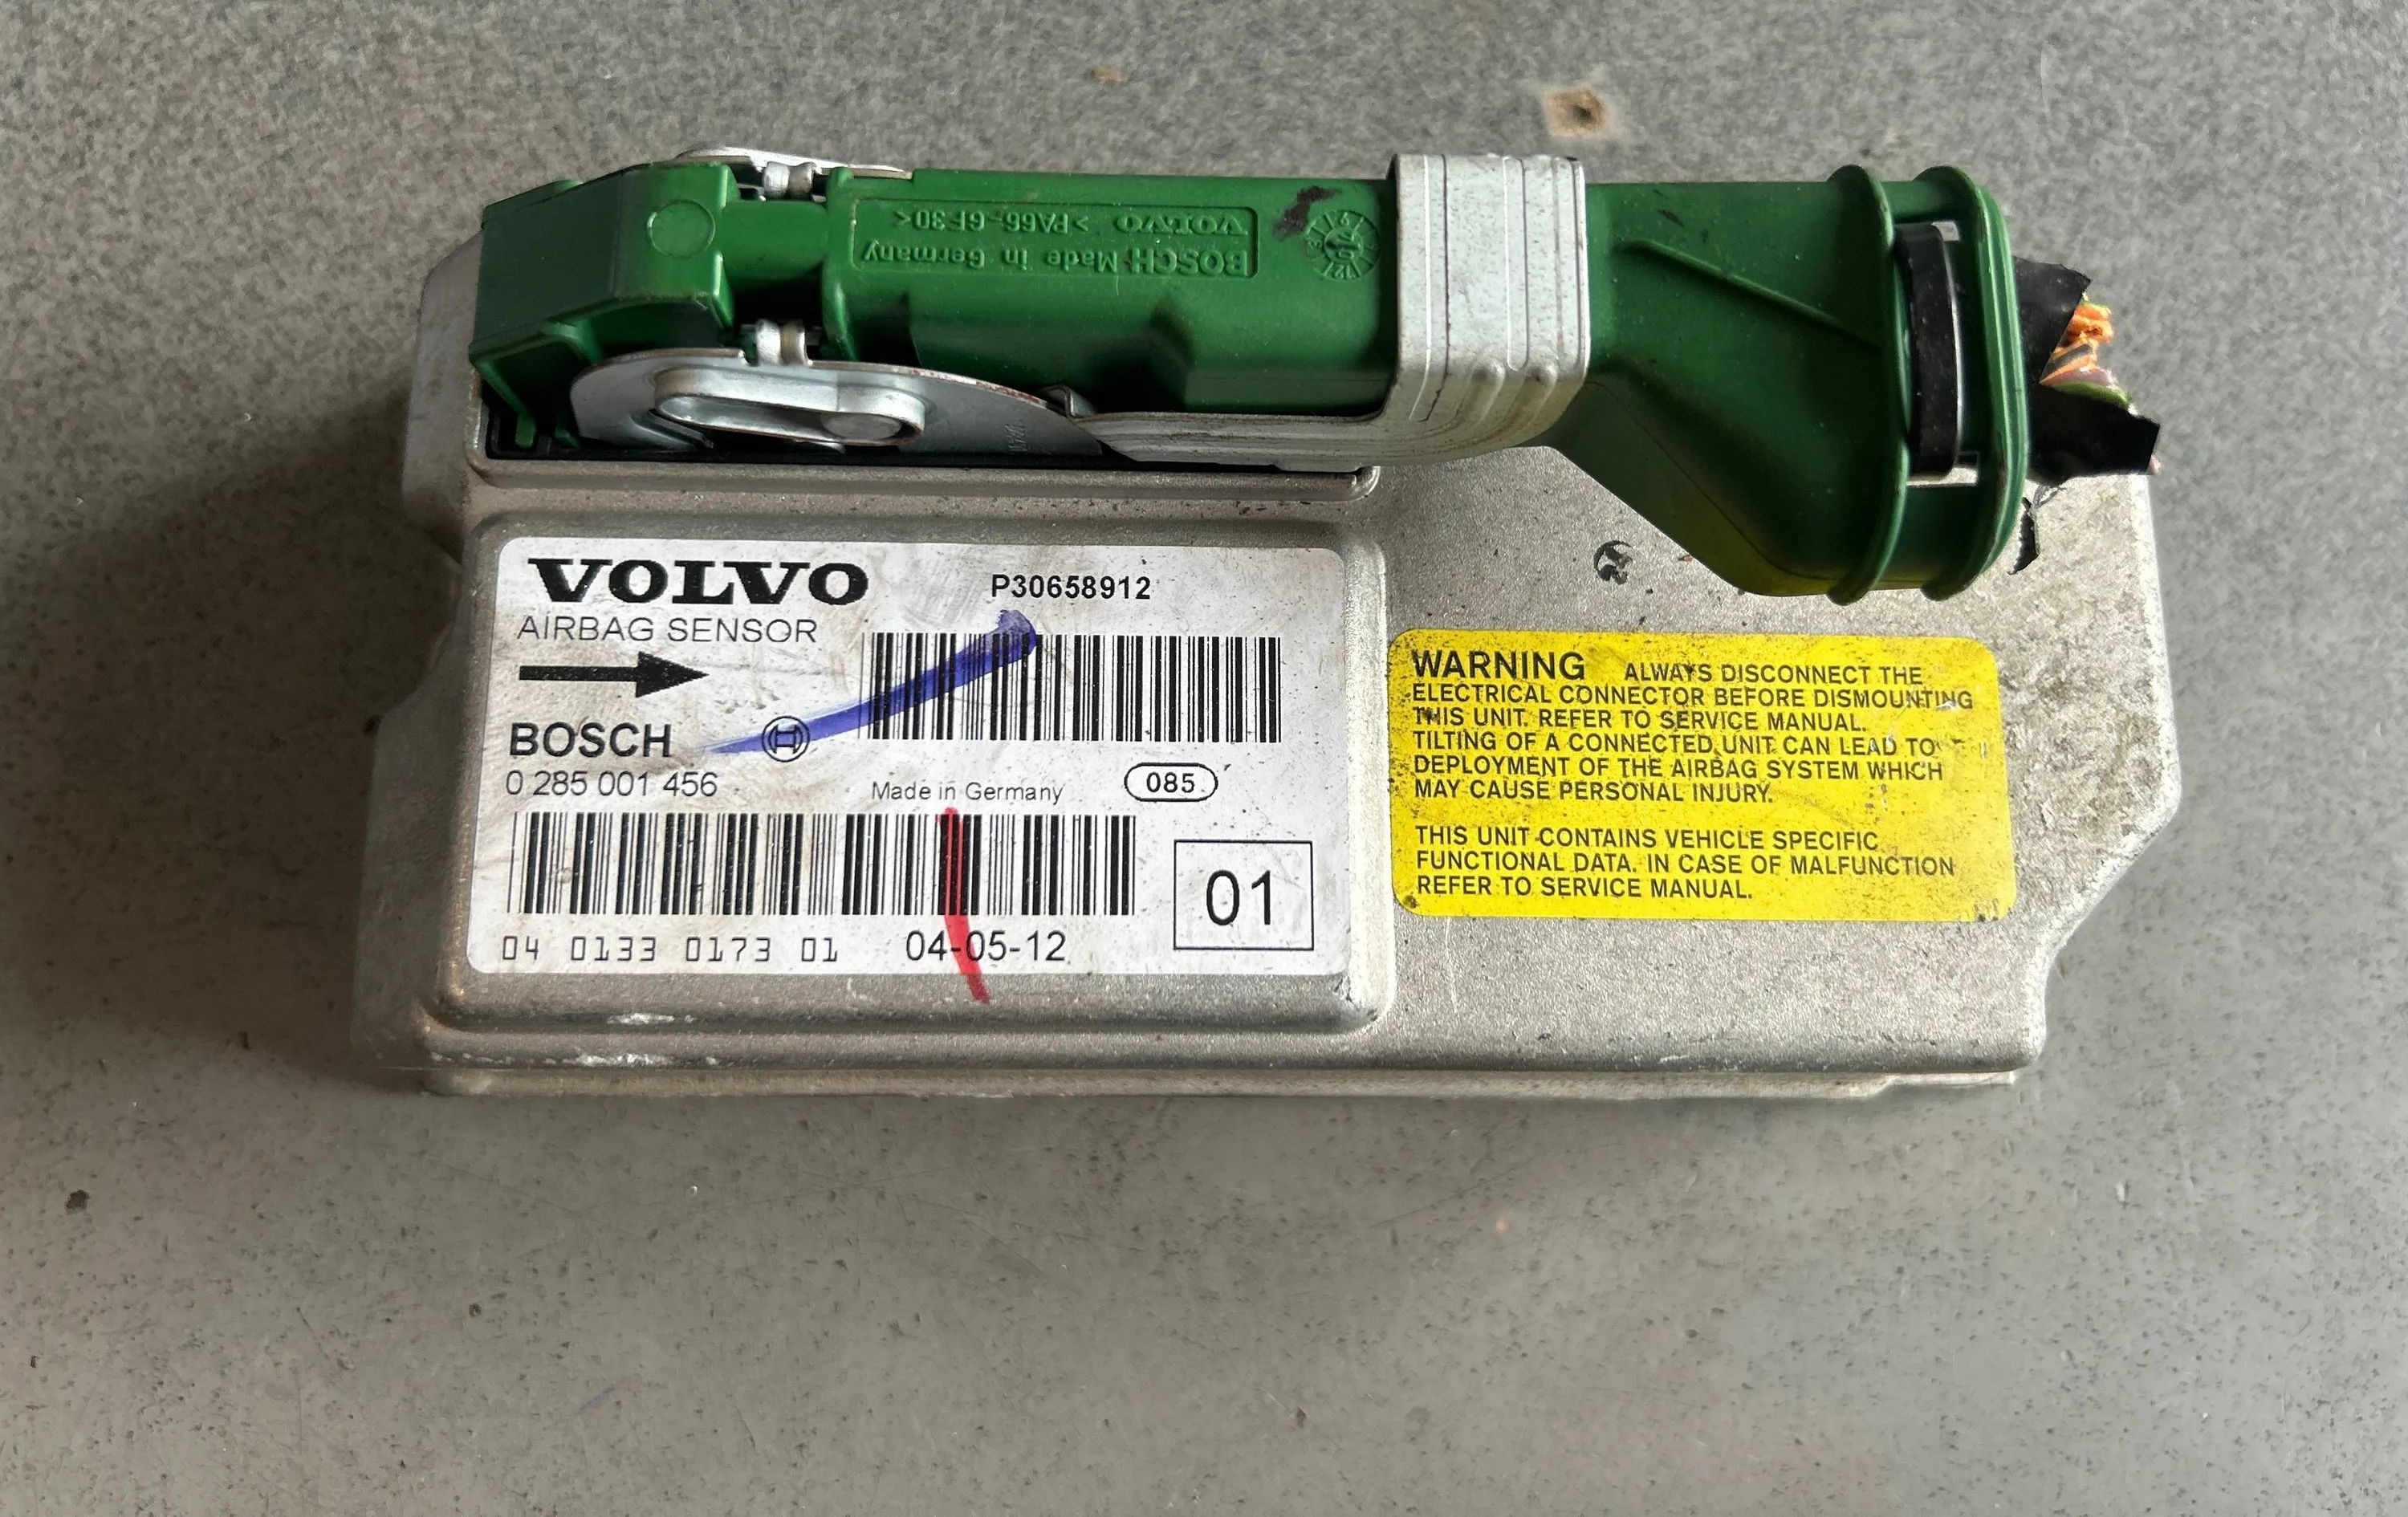 BOSCH Made in Germany
VOLVO >PA66-GF30<
VOLVO
P30658912
AIRBAG SENSOR
BOSCH
0 285 001 456
Made in Germany
085
04 0133 0173 01
04-05-12
01
WARNING ALWAYS DISCONNECT THE
ELECTRICAL CONNECTOR BEFORE DISMOUNTING
THIS UNIT. REFER TO SERVICE MANUAL.
TILTING OF A CONNECTED UNIT CAN LEAD TO
DEPLOYMENT OF THE AIRBAG SYSTEM WHICH
MAY CAUSE PERSONAL INJURY.
THIS UNIT CONTAINS VEHICLE SPECIFIC
FUNCTIONAL DATA. IN CASE OF MALFUNCTION
REFER TO SERVICE MANUAL.